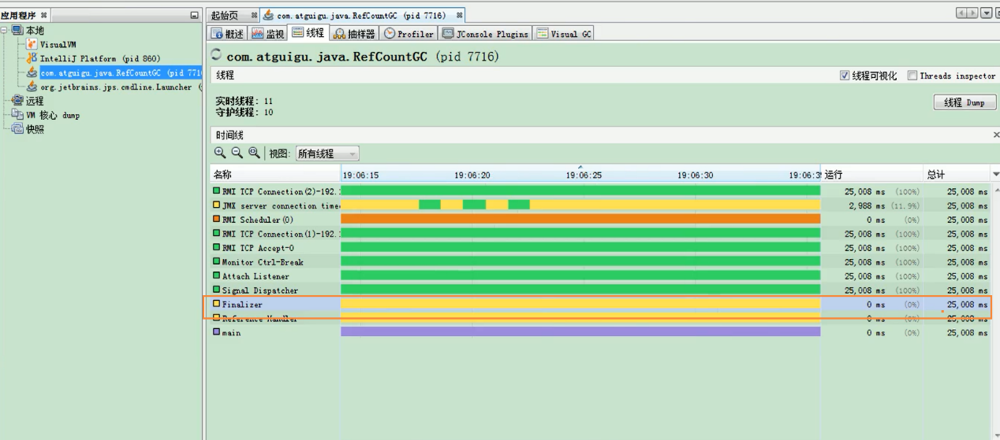 应用程序
本地
VisualVM
IntelliJ Platform (pid 860)
com.atguigu.java.RefCountGC (pid 771
org.jetbrains.jps.cmdline.Launcher (
远程
VM 核心 dump
快照
起始页 com.atguigu.java.RefCountGC (pid 7716)
概述 监视 线程 抽样器 Profiler JConsole Plugins Visual GC
com.atguigu.java.RefCountGC (pid 7716)
线程 线程可视化 Threads inspector
实时线程: 11
守护线程: 10
线程 Dump
时间线
视图: 所有线程
名称 19:06:15 19:06:20 19:06:25 19:06:30 19:06:3 运行 总计
RMI TCP Connection(2)-192. 25,008 ms (100%) 25,008 ms
JMX server connection time 2,988 ms (11.9%) 25,008 ms
RMI Scheduler(0) 0 ms (0%) 25,008 ms
RMI TCP Connection(1)-192. 25,008 ms (100%) 25,008 ms
RMI TCP Accept-0 25,008 ms (100%) 25,008 ms
Monitor Ctrl-Break 25,008 ms (100%) 25,008 ms
Attach Listener 25,008 ms (100%) 25,008 ms
Signal Dispatcher 25,008 ms (100%) 25,008 ms
Finalizer 0 ms (0%) 25,008 ms
Reference Handler 0 ms (0%) 25,008 ms
main 0 ms (0%) 25,008 ms